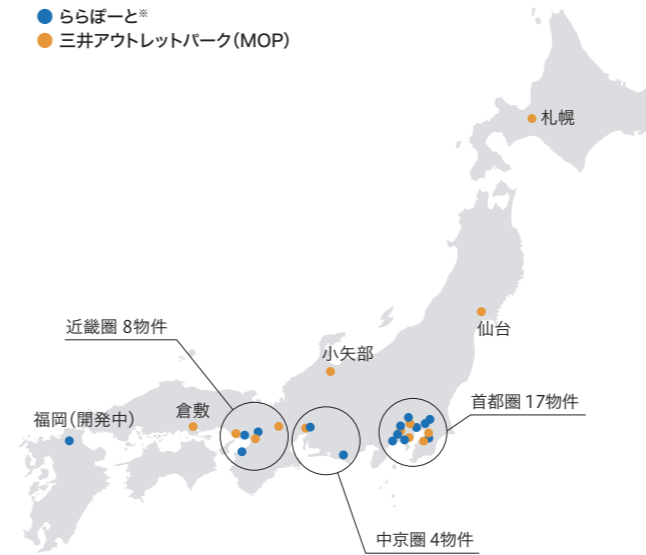 ららぽーと※
三井アウトレットパーク(MOP)
札幌
仙台
近畿圏 8物件
小矢部
福岡(開発中)
倉敷
首都圏 17物件
中京圏 4物件